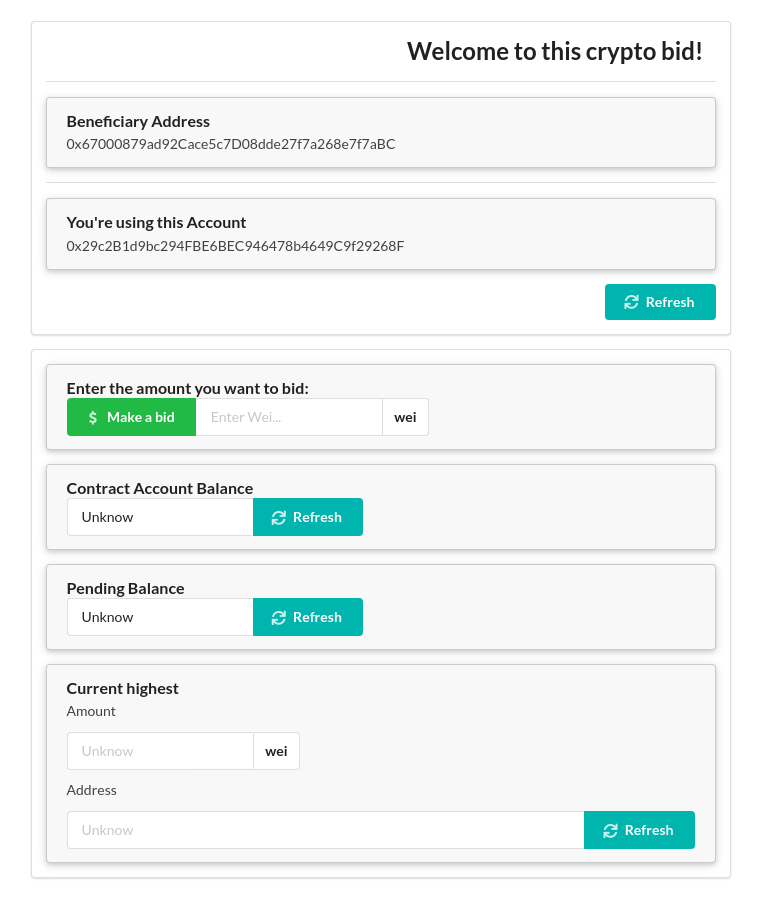 Welcome to this crypto bid!
Beneficiary Address
0x67000879ad92Cace5c7D08dde27f7a268e7f7aBC
You're using this Account
0x29c2B1d9bc294FBE6BEC946478b4649C9f29268F
Refresh
Enter the amount you want to bid:
Make a bid Enter Wei... wei
Contract Account Balance
Unknow Refresh
Pending Balance
Unknow Refresh
Current highest
Amount
Unknow wei
Address
Unknow Refresh